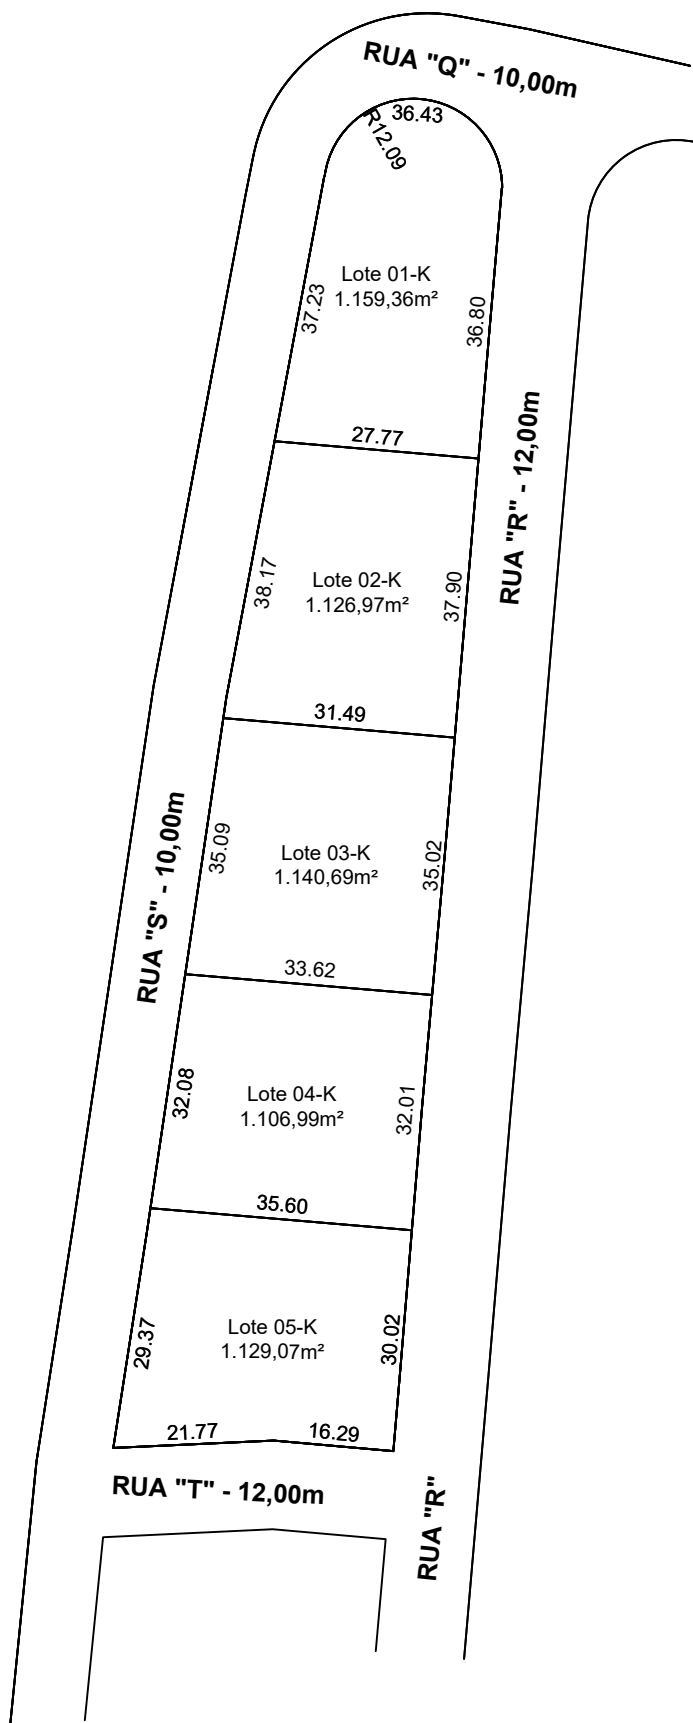 RUA "Q" - 10,00m
36.43
R12.09
Lote 01-K
1.159,36m²
37.23
36.80
27.77
RUA "R" - 12,00m
Lote 02-K
1.126,97m²
38.17
37.90
31.49
RUA "S" - 10,00m
35.09
Lote 03-K
1.140,69m²
35.02
33.62
32.08
Lote 04-K
1.106,99m²
32.01
35.60
29.37
Lote 05-K
1.129,07m²
30.02
21.77
16.29
RUA "T" - 12,00m
RUA "R"